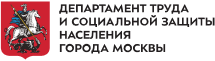 ДЕПАРТАМЕНТ ТРУДА
И СОЦИАЛЬНОЙ ЗАЩИТЫ
НАСЕЛЕНИЯ
ГОРОДА МОСКВЫ